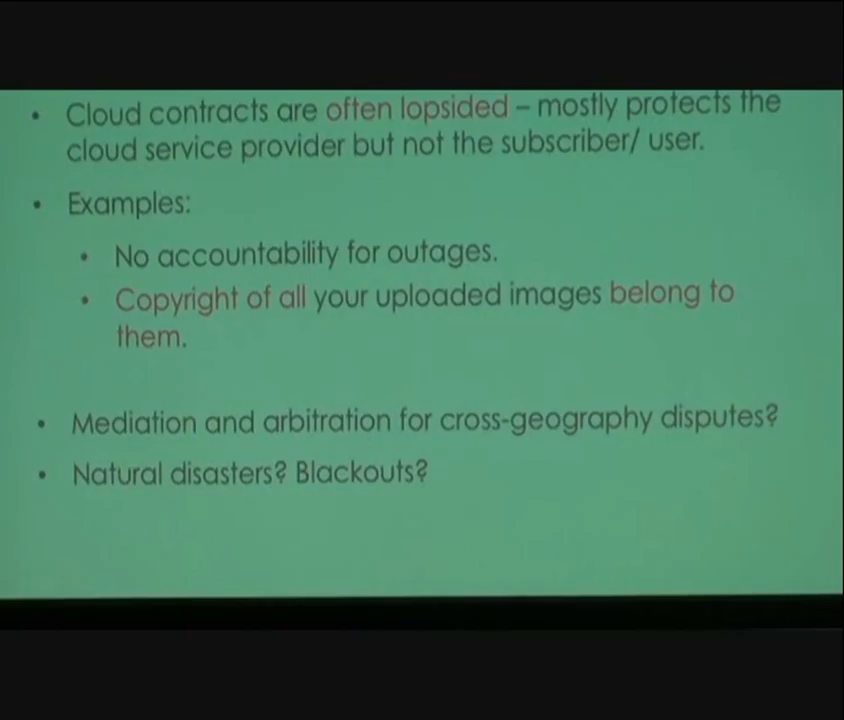 • Cloud contracts are often lopsided – mostly protects the
cloud service provider but not the subscriber/ user.
• Examples:
• No accountability for outages.
• Copyright of all your uploaded images belong to
them.
• Mediation and arbitration for cross-geography disputes?
• Natural disasters? Blackouts?